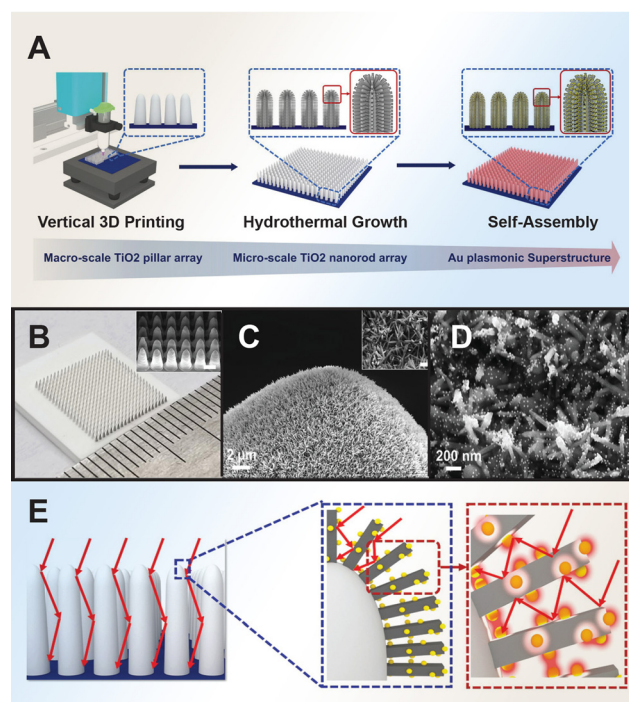 A
Vertical 3D Printing
Hydrothermal Growth
Self-Assembly
Macro-scale TiO2 pillar array
Micro-scale TiO2 nanorod array
Au plasmonic Superstructure
B
C
D
2 μm
200 nm
E